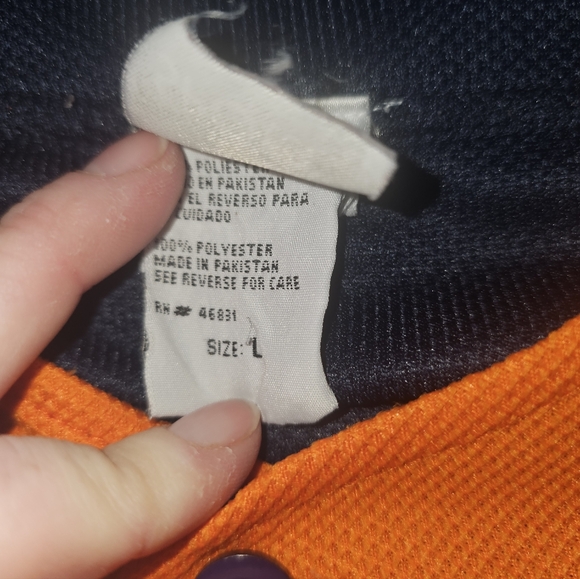 POLIESTER
EN PAKISTAN
EL REVERSO PARA
CUIDADO
100% POLYESTER
MADE IN PAKISTAN
SEE REVERSE FOR CARE
RN # 46831
SIZE: L